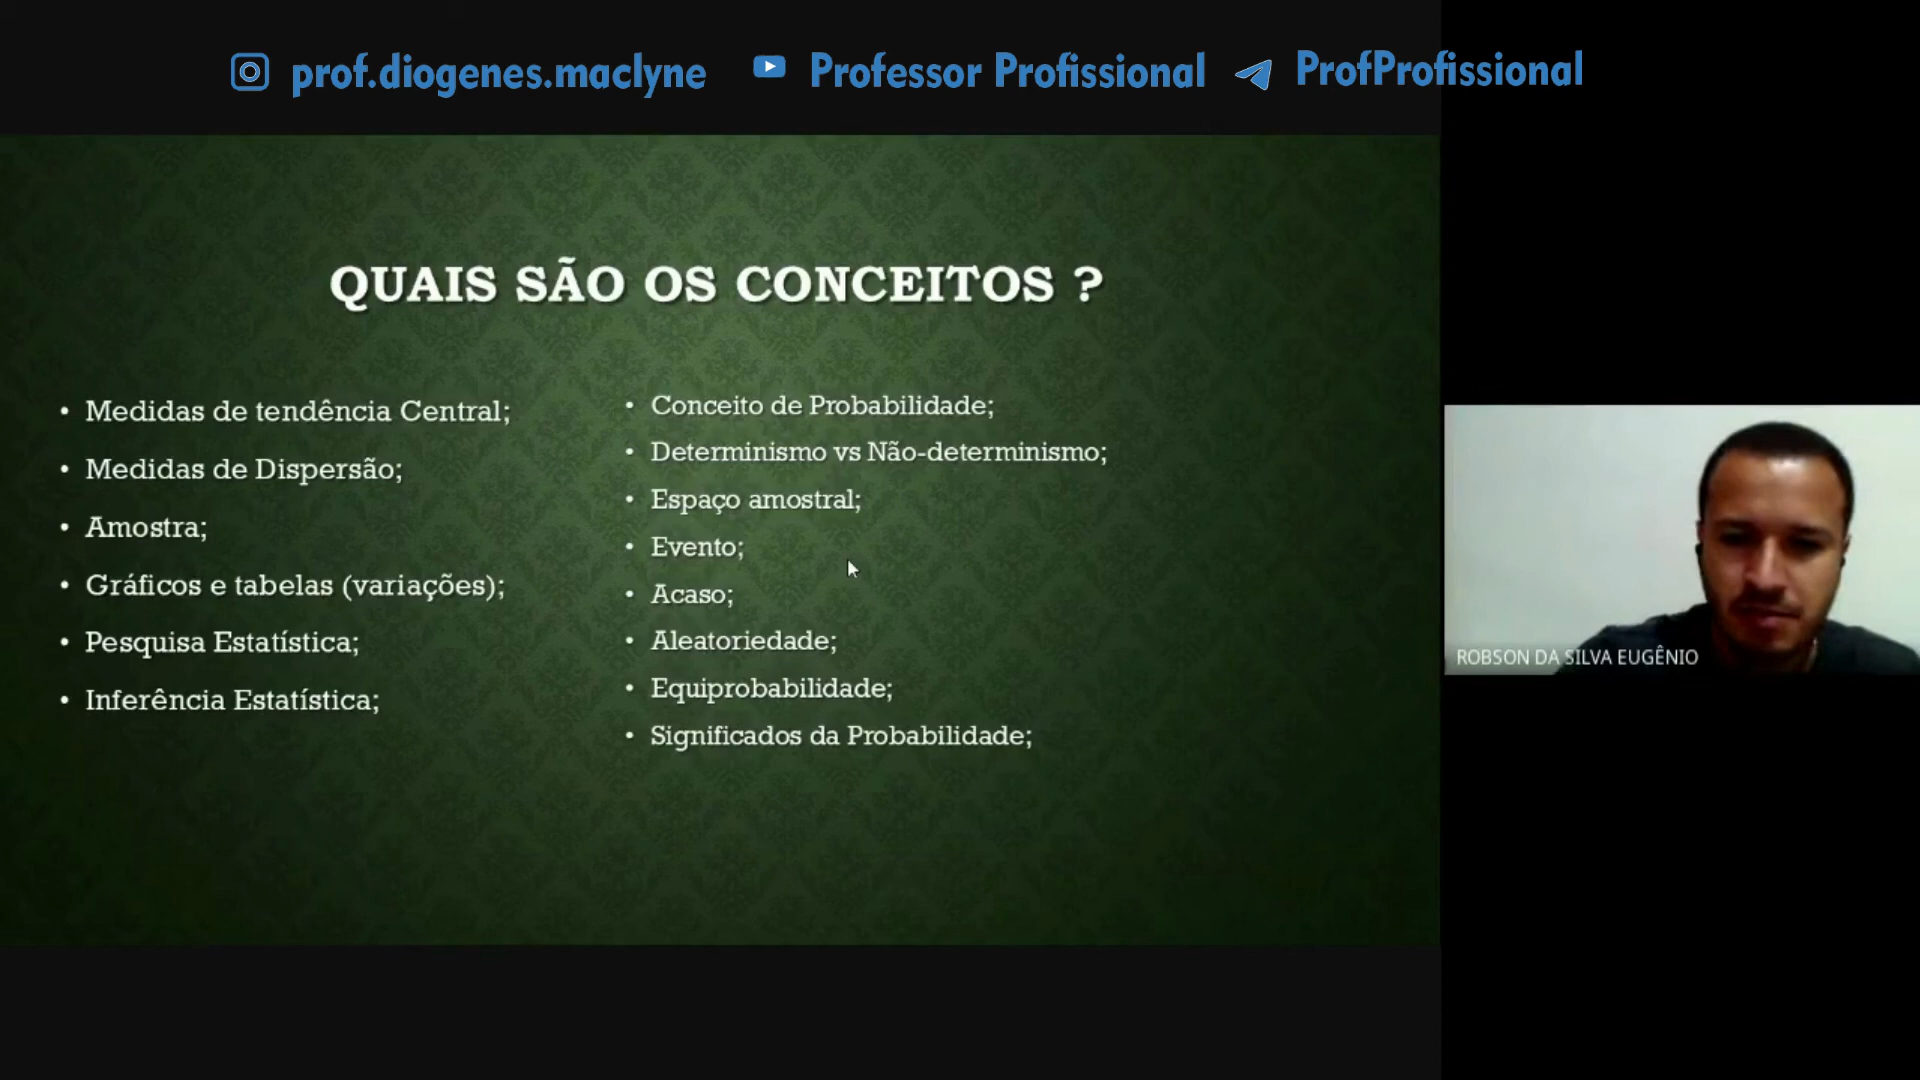 prof.diogenes.maclyne Professor Profissional ProfProfissional
QUAIS SÃO OS CONCEITOS ?
• Medidas de tendência Central;
• Medidas de Dispersão;
• Amostra;
• Gráficos e tabelas (variações);
• Pesquisa Estatística;
• Inferência Estatística;
• Conceito de Probabilidade;
• Determinismo vs Não-determinismo;
• Espaço amostral;
• Evento;
• Acaso;
• Aleatoriedade;
• Equiprobabilidade;
• Significados da Probabilidade;
ROBSON DA SILVA EUGÊNIO